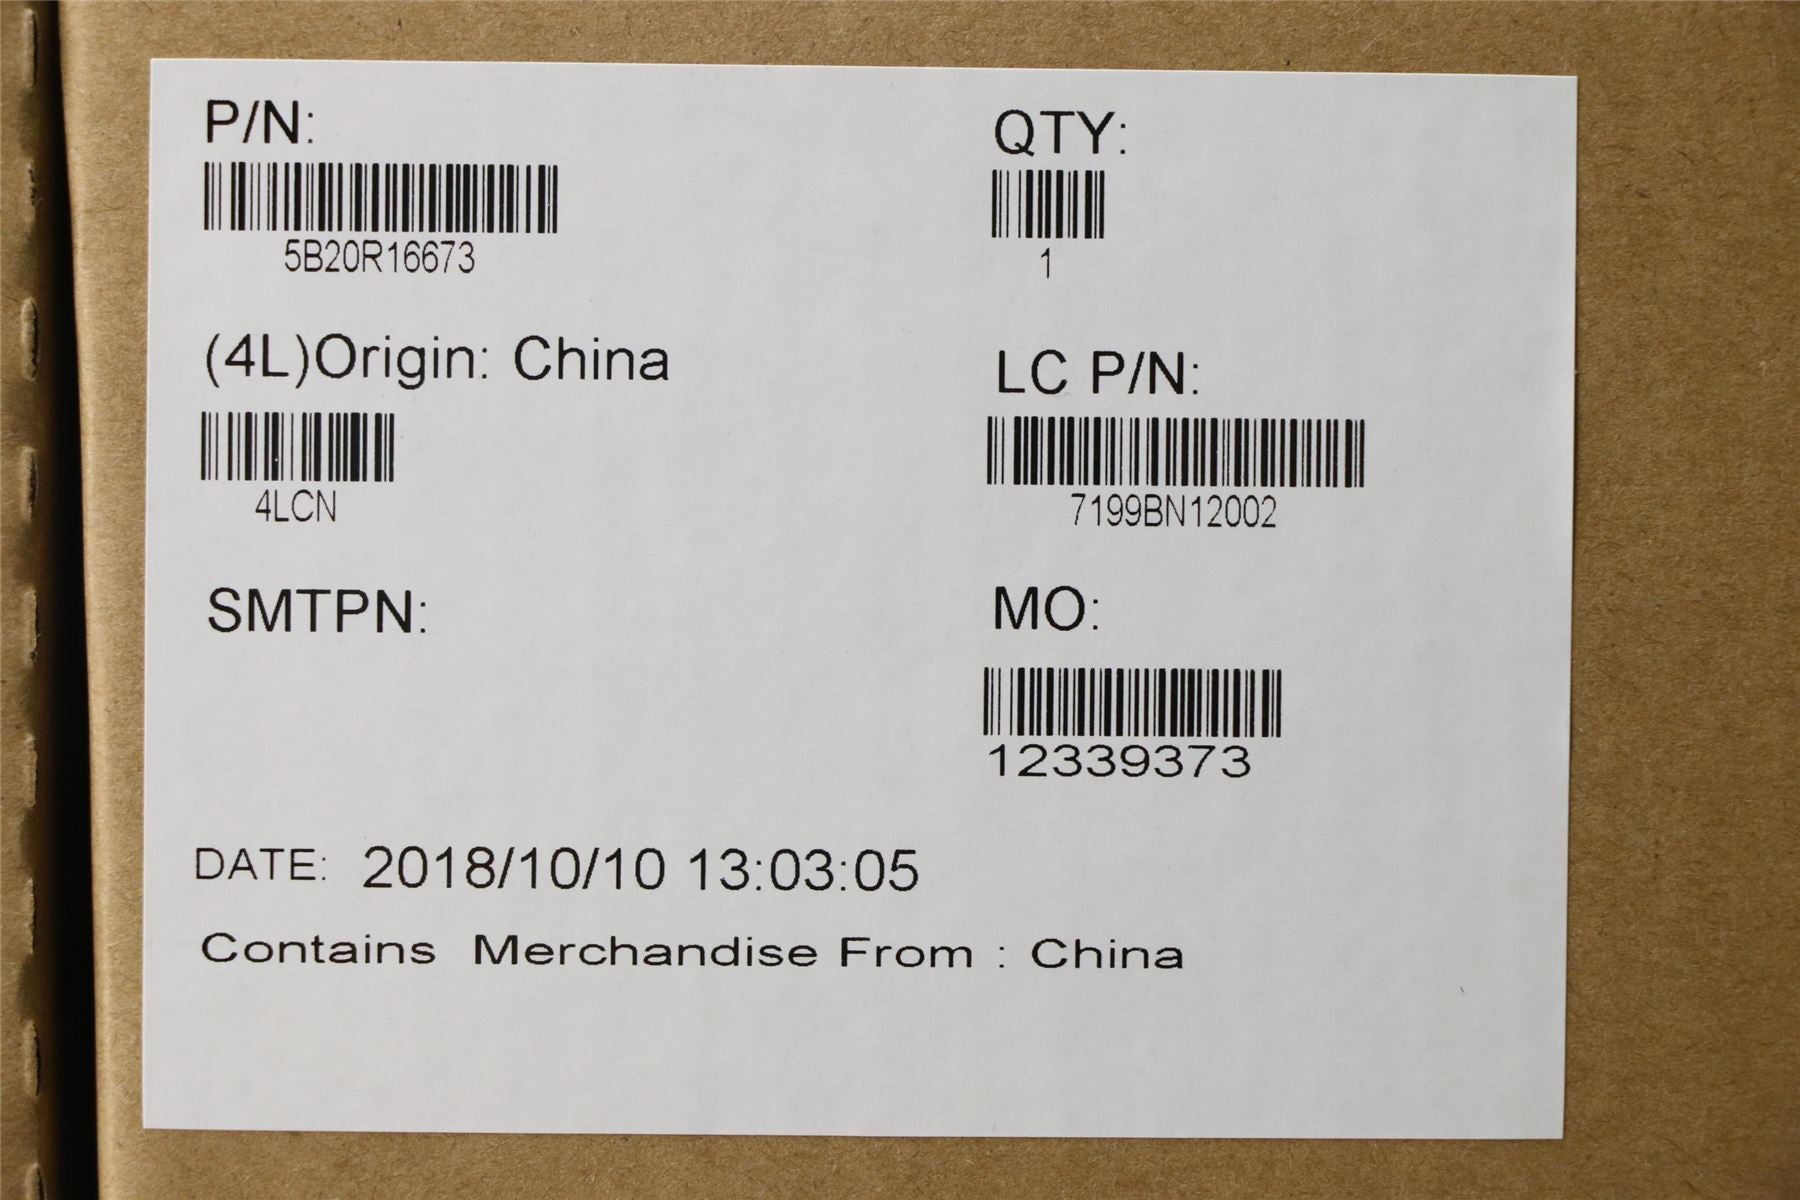 P/N:
5B20R16673
QTY:
1
(4L)Origin: China
4LCN
LC P/N:
7199BN12002
SMTPN:
MO:
12339373
DATE: 2018/10/10 13:03:05
Contains Merchandise From : China